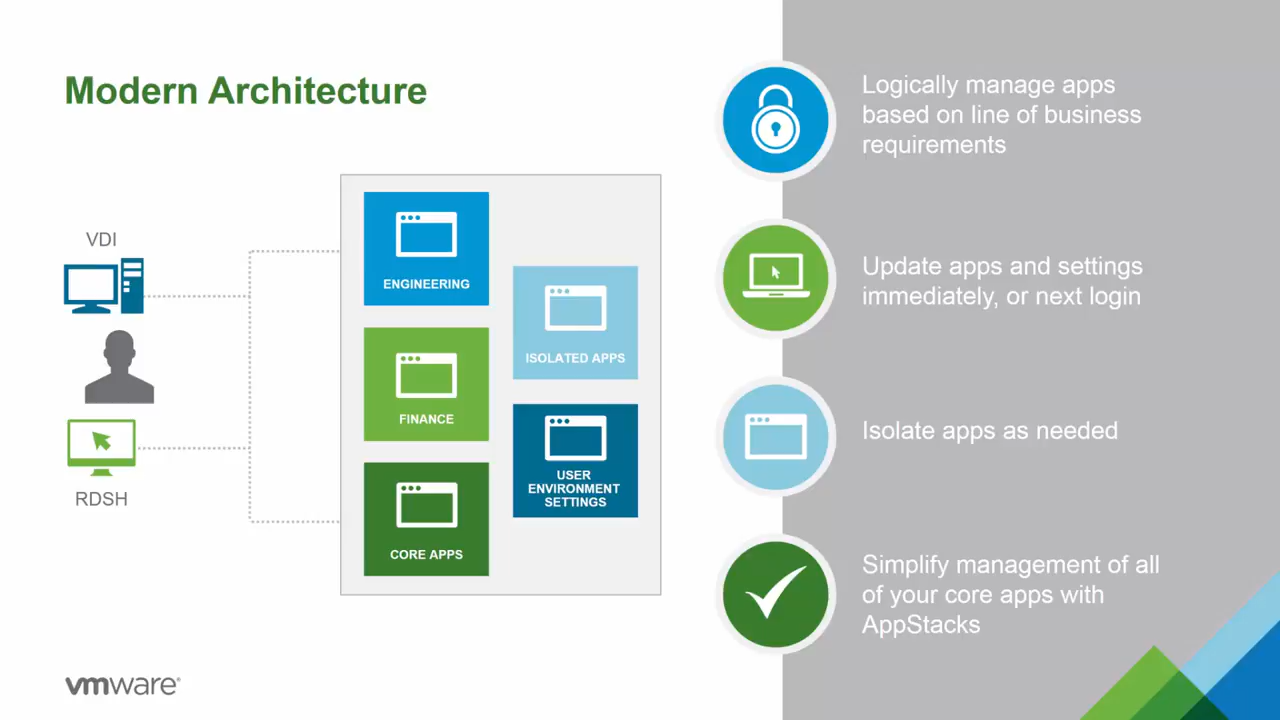 Modern Architecture
VDI
RDSH
ENGINEERING
FINANCE
CORE APPS
ISOLATED APPS
USER
ENVIRONMENT
SETTINGS
Logically manage apps
based on line of business
requirements
Update apps and settings
immediately, or next login
Isolate apps as needed
Simplify management of all
of your core apps with
AppStacks
vmware®